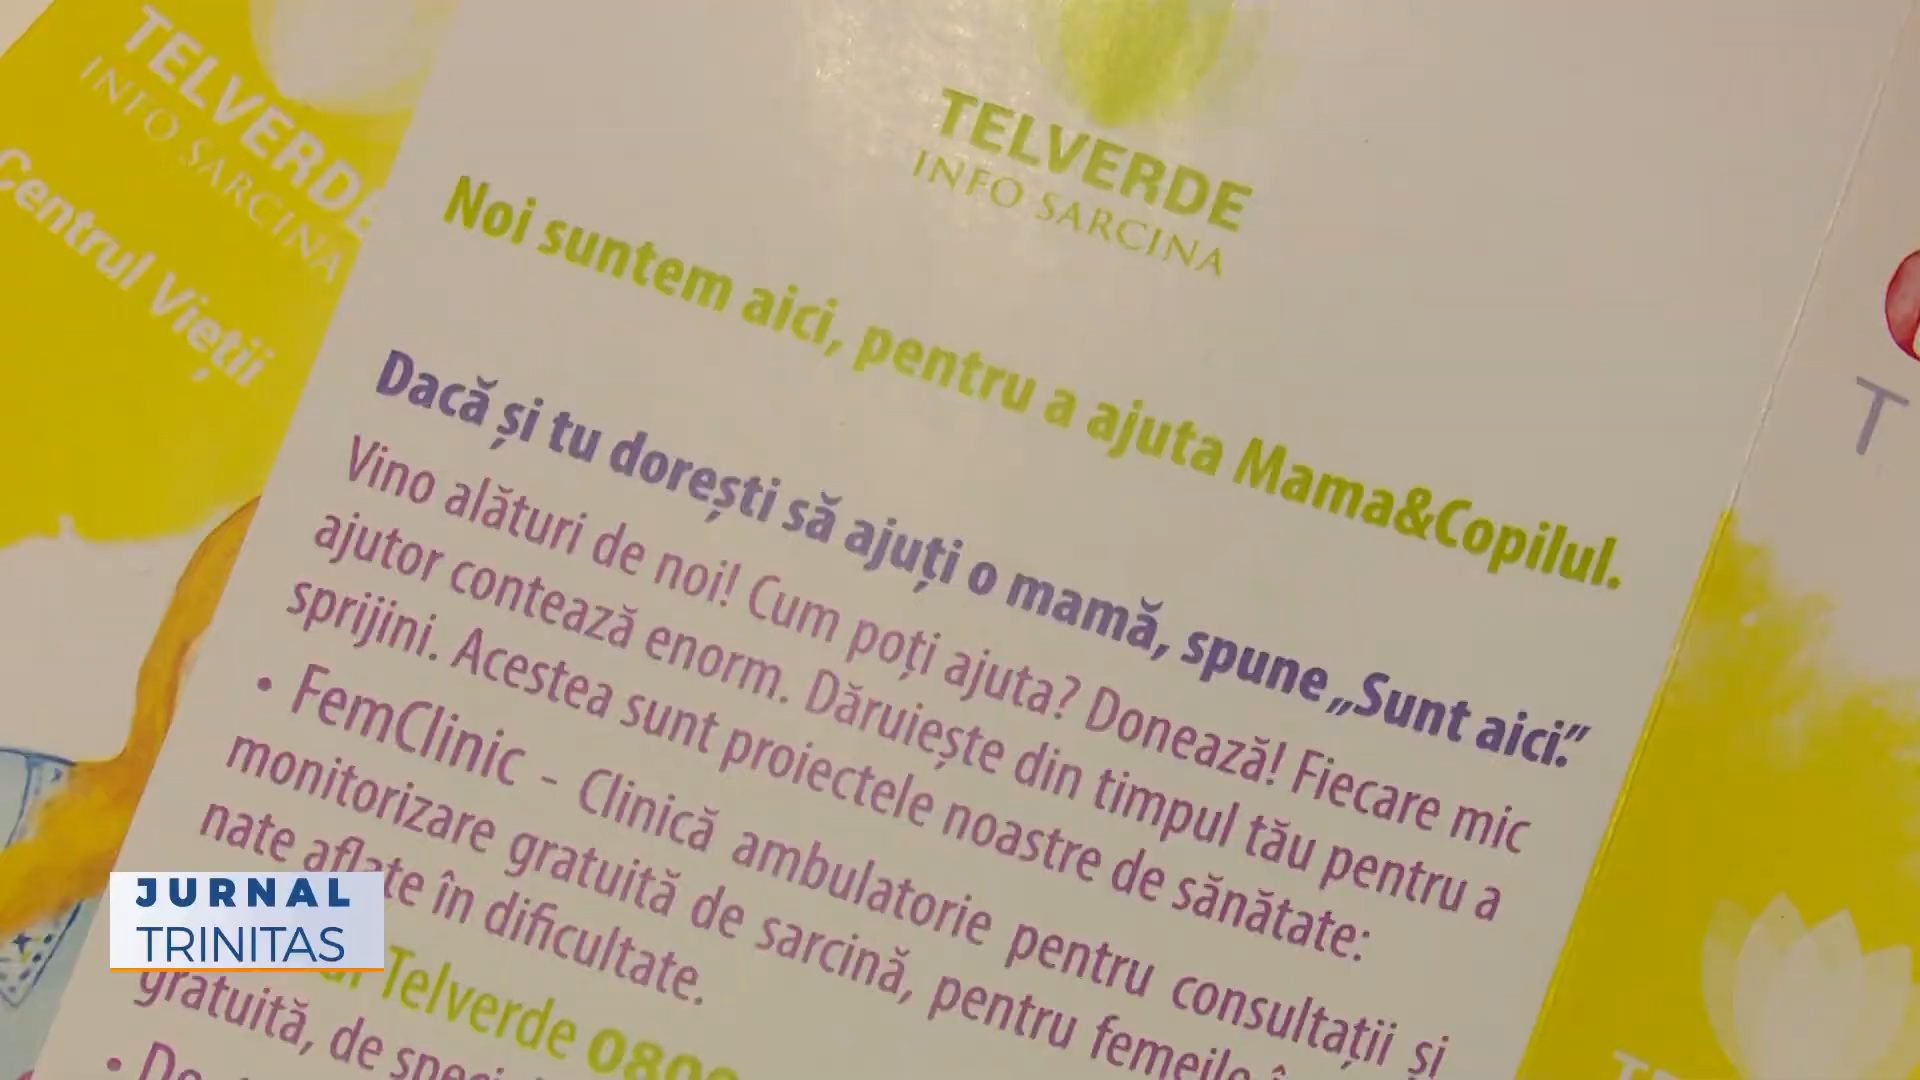 TELVERDE
INFO SARCINA
Centrul Vieții
TELVERDE
INFO SARCINA
Noi suntem aici, pentru a ajuta Mama&Copilul.
Dacă și tu dorești să ajuți o mamă, spune „Sunt aici.”
Vino alături de noi! Cum poți ajuta? Donează! Fiecare mic
ajutor contează enorm. Dăruiește din timpul tău pentru a
sprijini. Acestea sunt proiectele noastre de sănătate:
• FemClinic - Clinică ambulatorie pentru consultații și
monitorizare gratuită de sarcină, pentru femeile
nate aflate în dificultate.
Telverde 0800
gratuită, de
JURNAL
TRINITAS